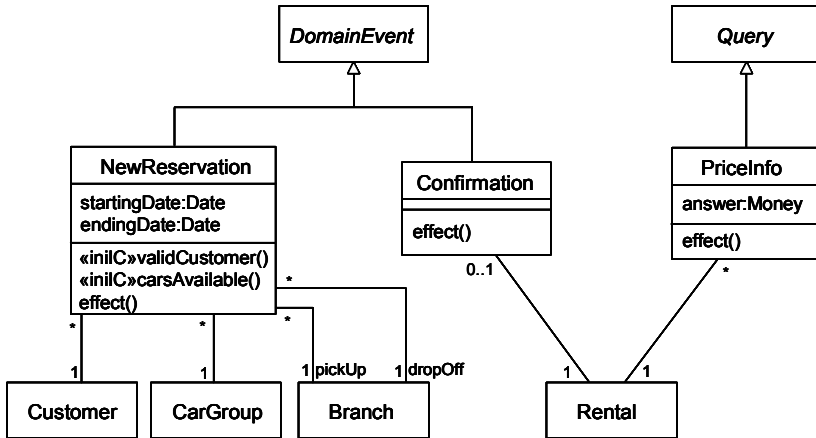 DomainEvent
Query
NewReservation
startingDate:Date
endingDate:Date
«iniIC»validCustomer()
«iniIC»carsAvailable()
effect()
Confirmation
effect()
PriceInfo
answer:Money
effect()
*
*
*
*
0..1
*
1
1
1 pickUp
1 dropOff
1
1
Customer
CarGroup
Branch
Rental